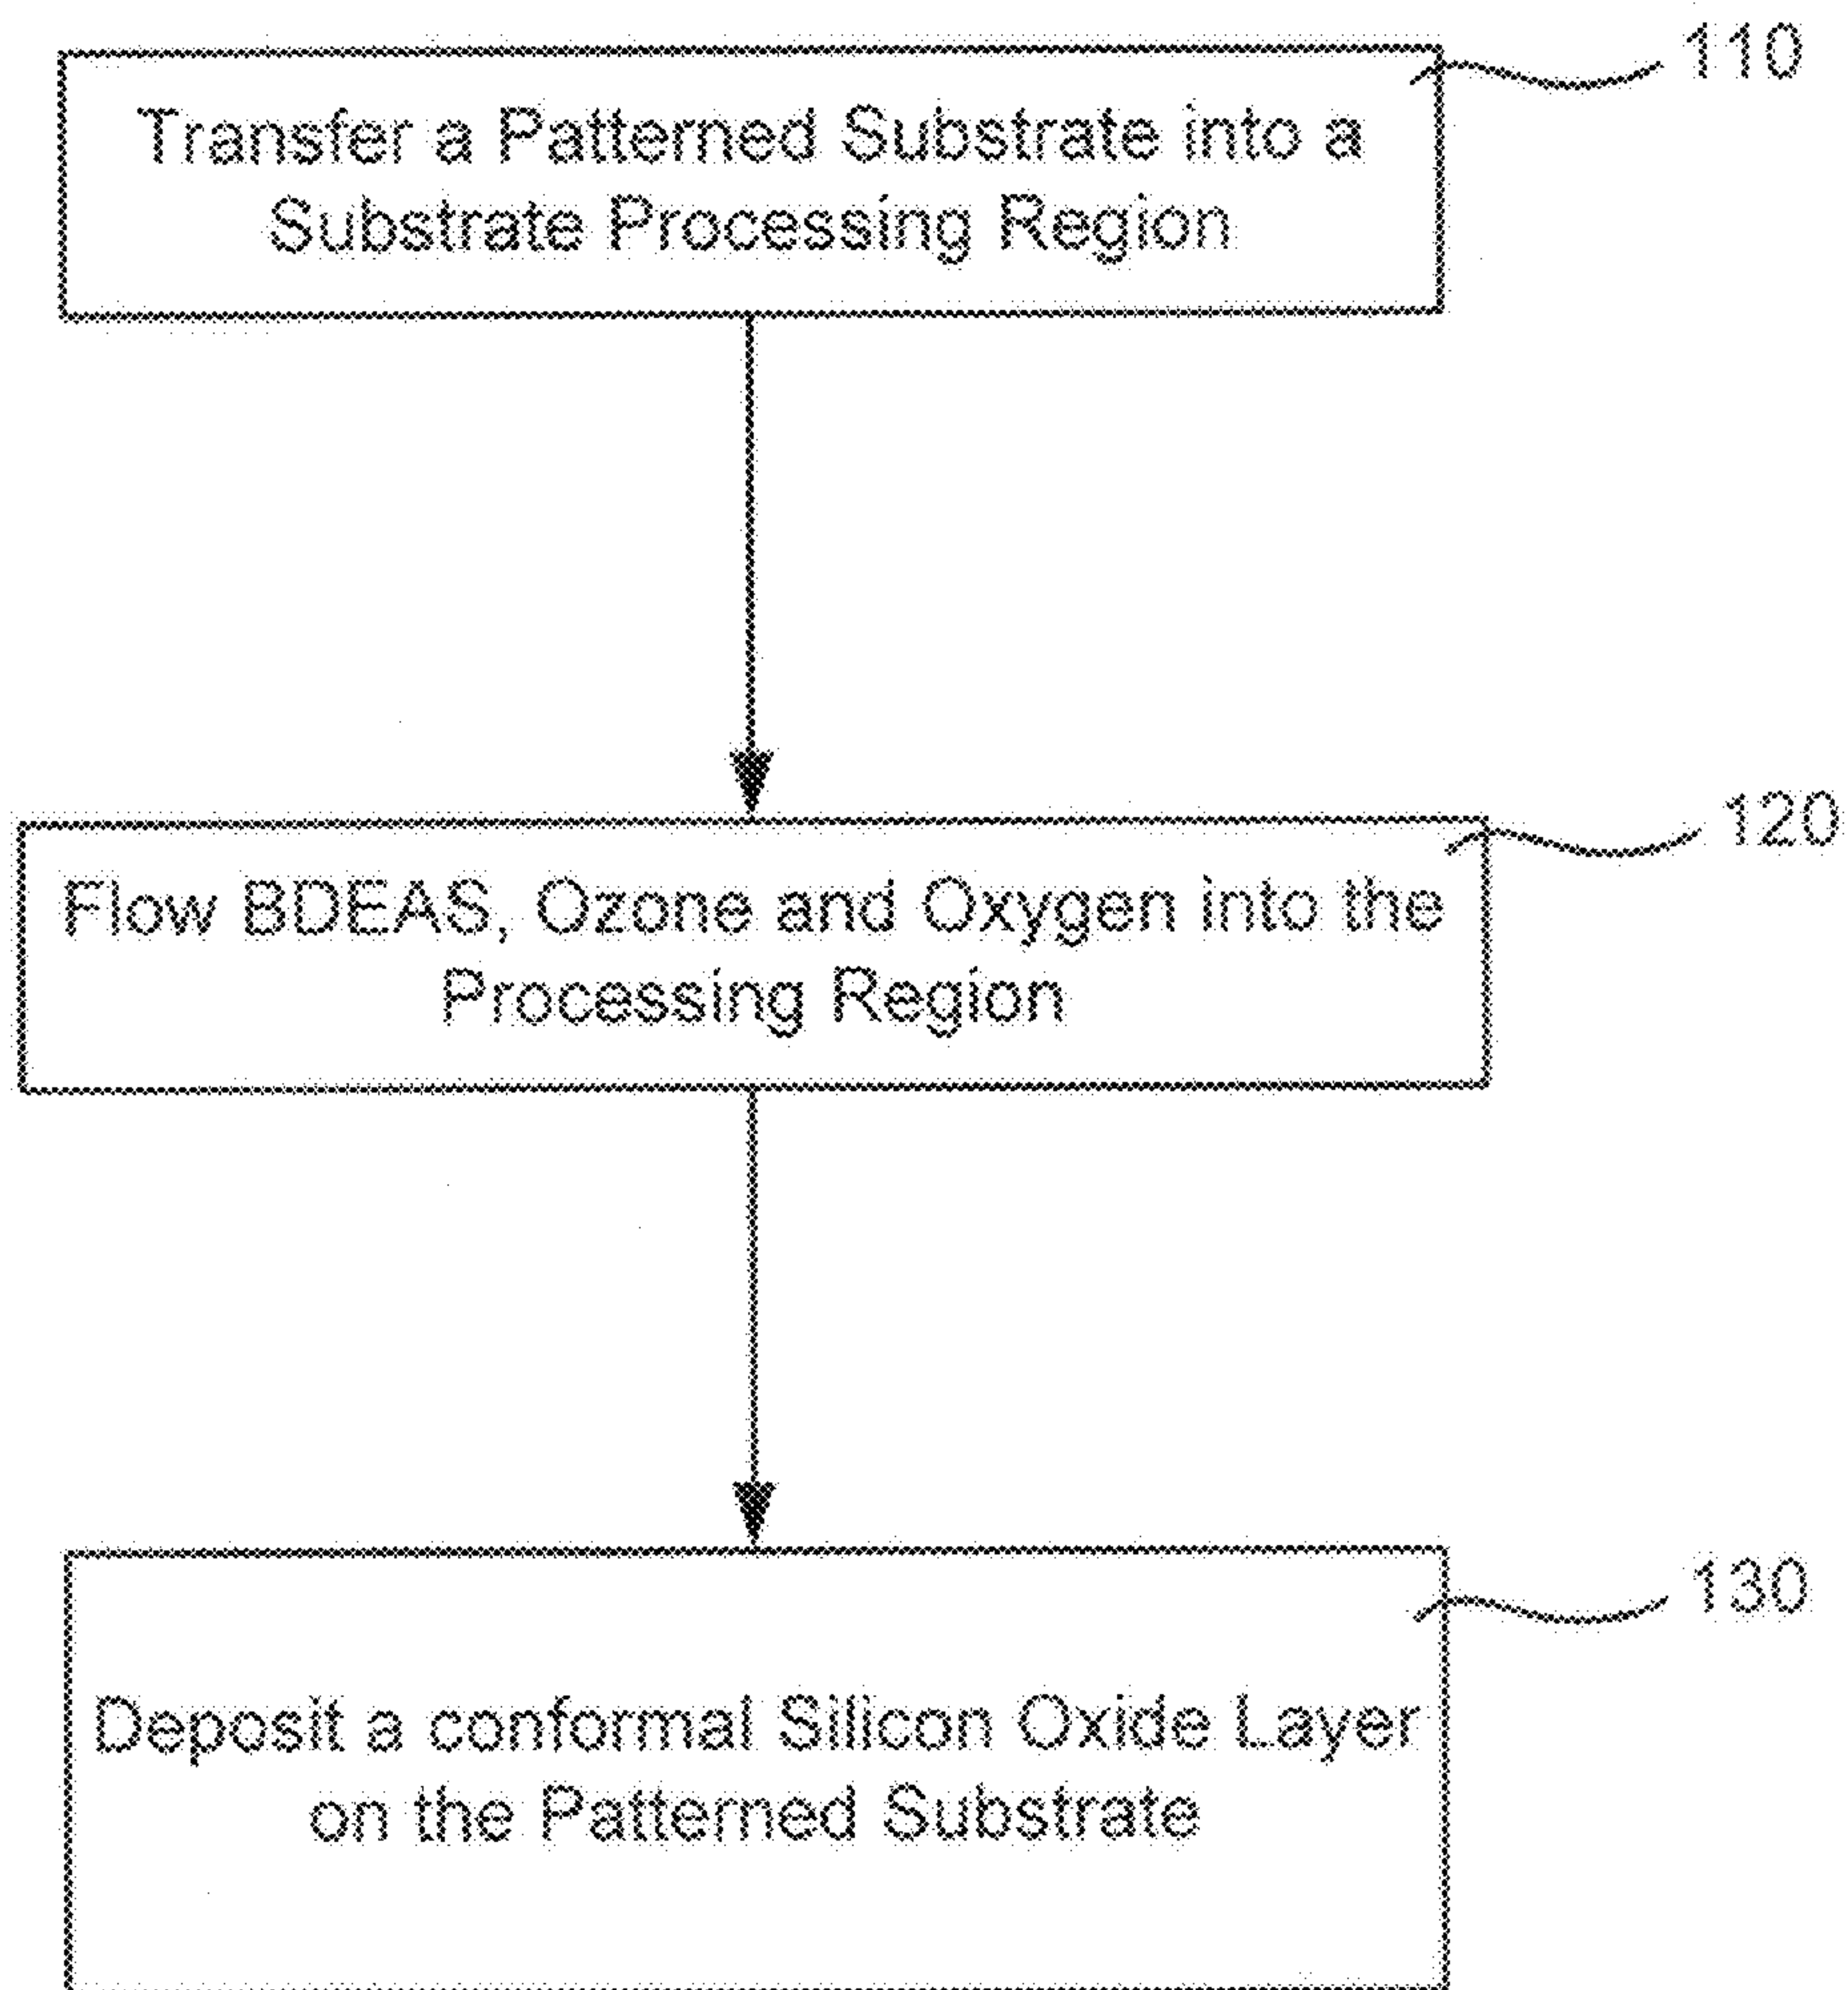 110
Transfer a Patterned Substrate into a
Substrate Processing Region
120
Flow BDEAS, Ozone and Oxygen into the
Processing Region
130
Deposit a conformal Silicon Oxide Layer
on the Patterned Substrate